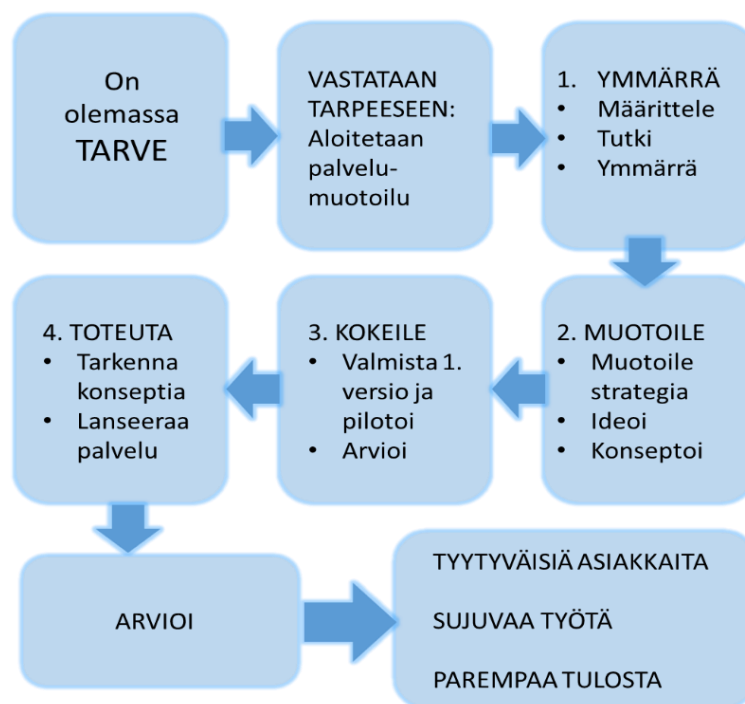 On
olemassa
TARVE
VASTATAAN
TARPEESEEN:
Aloitetaan
palvelu-
muotoilu
1. YMMÄRRÄ
• Määrittele
• Tutki
• Ymmärrä
2. MUOTOILE
• Muotoile
strategia
• Ideoi
• Konseptoi
3. KOKEILE
• Valmista 1.
versio ja
pilotoi
• Arvioi
4. TOTEUTA
• Tarkenna
konseptia
• Lanseeraa
palvelu
ARVIOI
TYYTYVÄISIÄ ASIAKKAITA
SUJUVAA TYÖTÄ
PAREMPAA TULOSTA